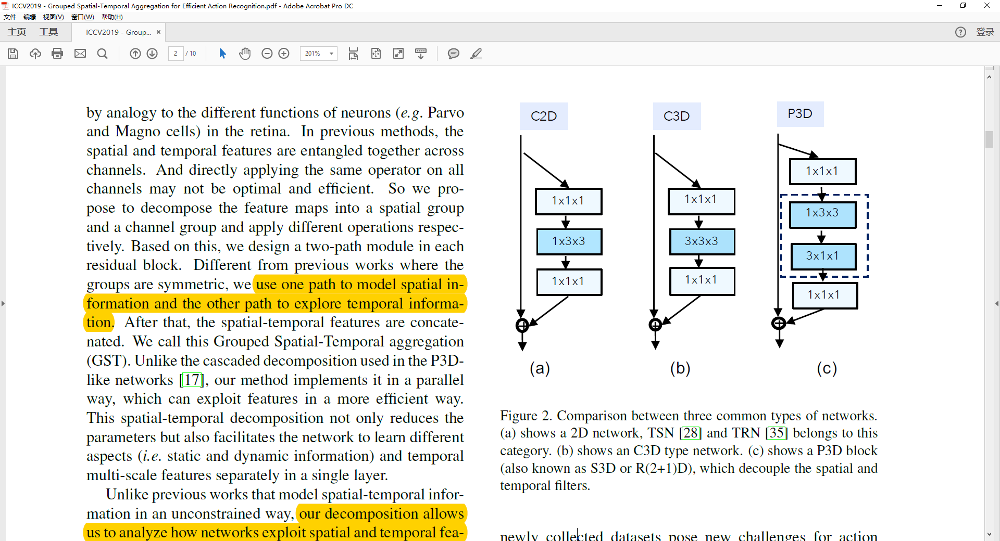 ICCV2019 - Grouped Spatial-Temporal Aggregation for Efficient Action Recognition.pdf - Adobe Acrobat Pro DC
文件 编辑 视图(V) 窗口(W) 帮助(H)
主页 工具 ICCV2019 - Group... × 登录
2 / 10 201%
by analogy to the different functions of neurons (e.g. Parvo
and Magno cells) in the retina. In previous methods, the
spatial and temporal features are entangled together across
channels. And directly applying the same operator on all
channels may not be optimal and efficient. So we pro-
pose to decompose the feature maps into a spatial group
and a channel group and apply different operations respec-
tively. Based on this, we design a two-path module in each
residual block. Different from previous works where the
groups are symmetric, we use one path to model spatial in-
formation and the other path to explore temporal informa-
tion. After that, the spatial-temporal features are concate-
nated. We call this Grouped Spatial-Temporal aggregation
(GST). Unlike the cascaded decomposition used in the P3D-
like networks [17], our method implements it in a parallel
way, which can exploit features in a more efficient way.
This spatial-temporal decomposition not only reduces the
parameters but also facilitates the network to learn different
aspects (i.e. static and dynamic information) and temporal
multi-scale features separately in a single layer.
Unlike previous works that model spatial-temporal infor-
mation in an unconstrained way, our decomposition allows
us to analyze how networks exploit spatial and temporal fea-
C2D
1x1x1
1x3x3
1x1x1
(a)
C3D
1x1x1
3x3x3
1x1x1
(b)
P3D
1x1x1
1x3x3
3x1x1
1x1x1
(c)
Figure 2. Comparison between three common types of networks.
(a) shows a 2D network, TSN [28] and TRN [35] belongs to this
category. (b) shows an C3D type network. (c) shows a P3D block
(also known as S3D or R(2+1)D), which decouple the spatial and
temporal filters.
newly collected datasets pose new challenges for action